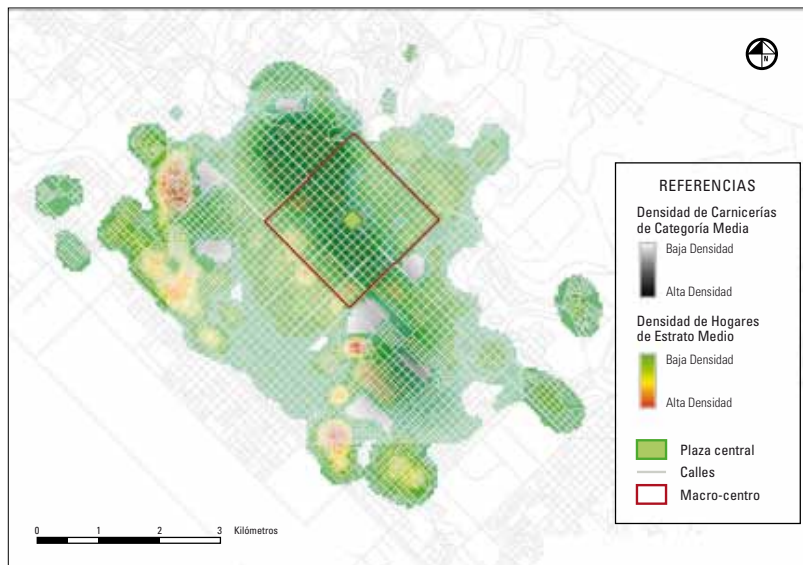 N
REFERENCIAS
Densidad de Carnicerías
de Categoría Media
Baja Densidad
Alta Densidad
Densidad de Hogares
de Estrato Medio
Baja Densidad
Alta Densidad
Plaza central
Calles
Macro-centro
0 1 2 3 Kilómetros